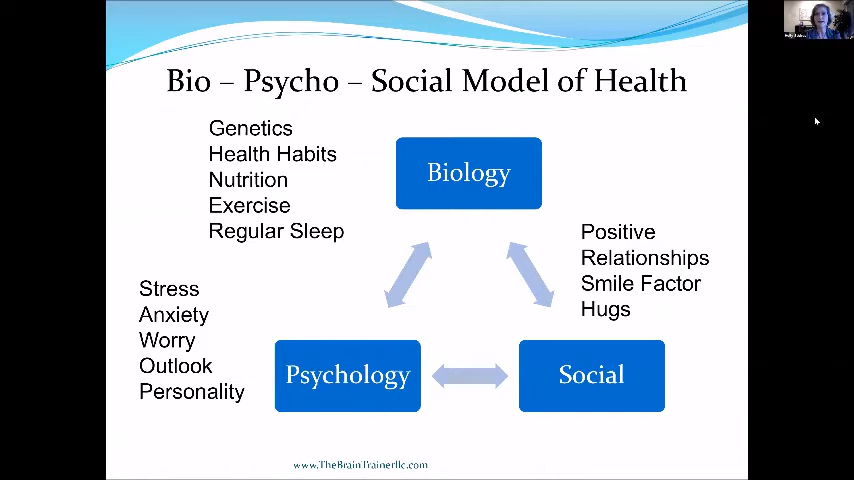 Bio – Psycho – Social Model of Health
Genetics
Health Habits
Nutrition
Exercise
Regular Sleep
Biology
Positive
Relationships
Smile Factor
Hugs
Stress
Anxiety
Worry
Outlook
Personality
Psychology
Social
www.TheBrainTrainerllc.com